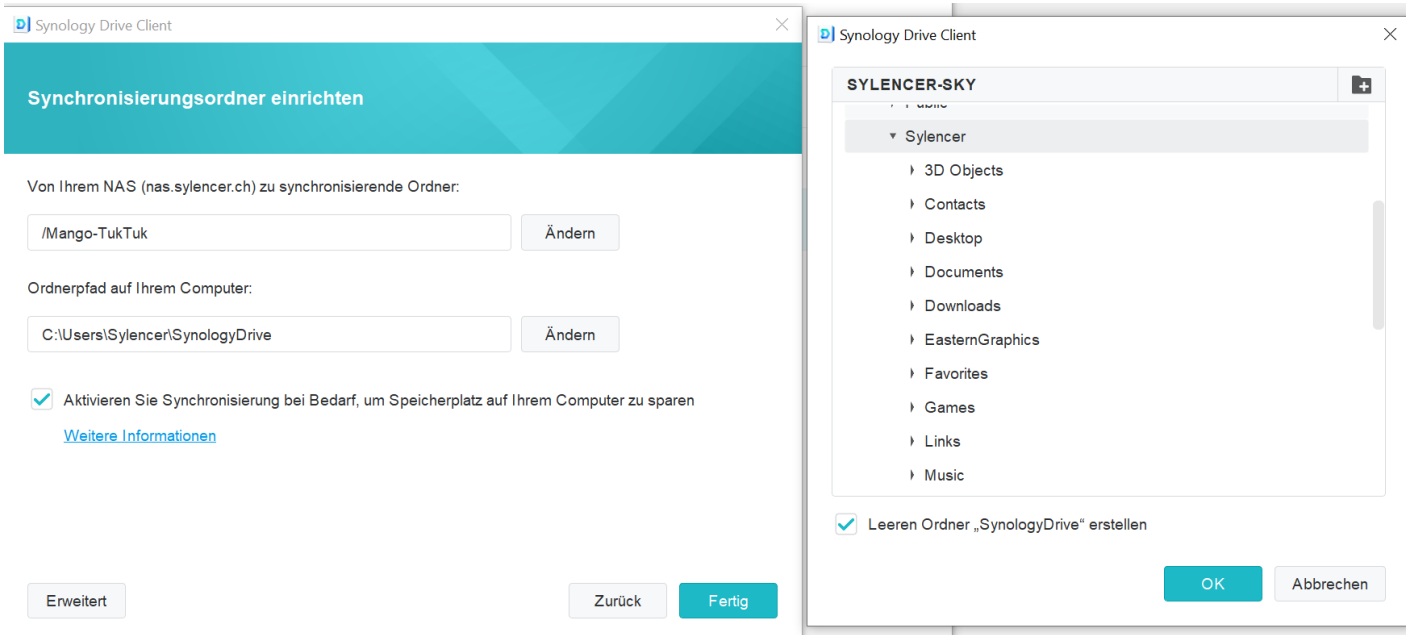 Synology Drive Client
Synchronisierungsordner einrichten
Von Ihrem NAS (nas.sylencer.ch) zu synchronisierende Ordner:
/Mango-TukTuk
Ändern
Ordnerpfad auf Ihrem Computer:
C:\Users\Sylencer\SynologyDrive
Ändern
Aktivieren Sie Synchronisierung bei Bedarf, um Speicherplatz auf Ihrem Computer zu sparen
Weitere Informationen
Erweitert
Zurück
Fertig
Synology Drive Client
SYLENCER-SKY
Public
Sylencer
3D Objects
Contacts
Desktop
Documents
Downloads
EasternGraphics
Favorites
Games
Links
Music
Leeren Ordner „SynologyDrive“ erstellen
OK
Abbrechen